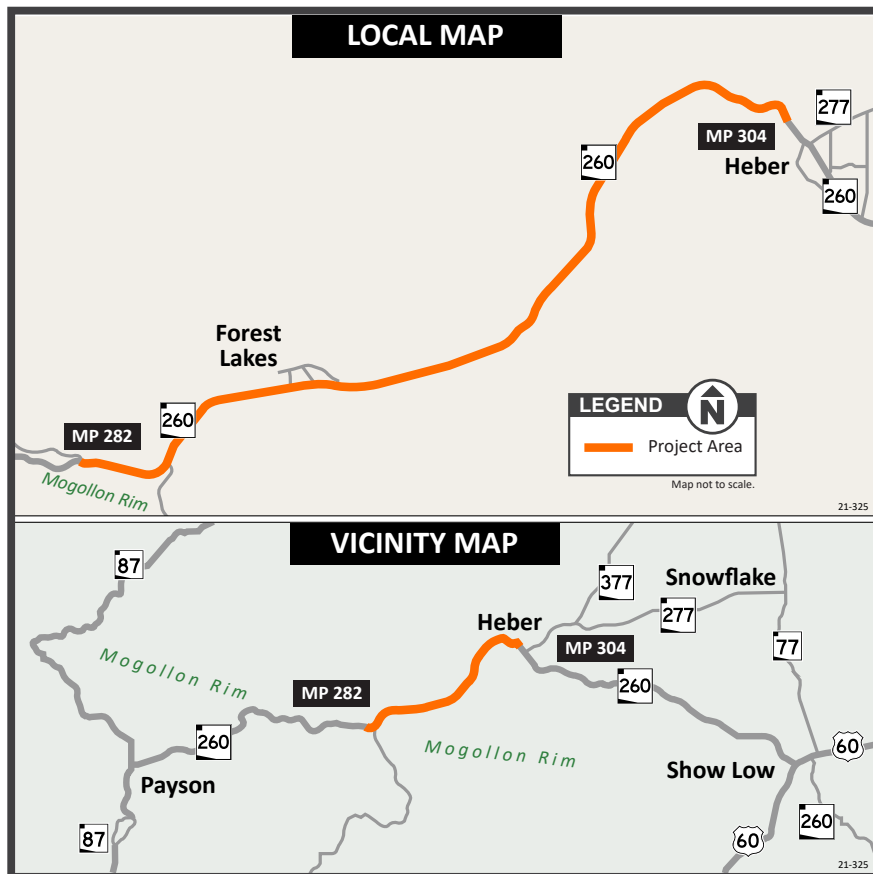 LOCAL MAP
277
MP 304
260
Heber
260
Forest
Lakes
260
MP 282
Mogollon Rim
LEGEND
N
Project Area
Map not to scale.
21-325
VICINITY MAP
87
377
Snowflake
Heber
277
77
Mogollon Rim
MP 304
MP 282
260
260
Mogollon Rim
60
Payson
Show Low
87
60
260
21-325